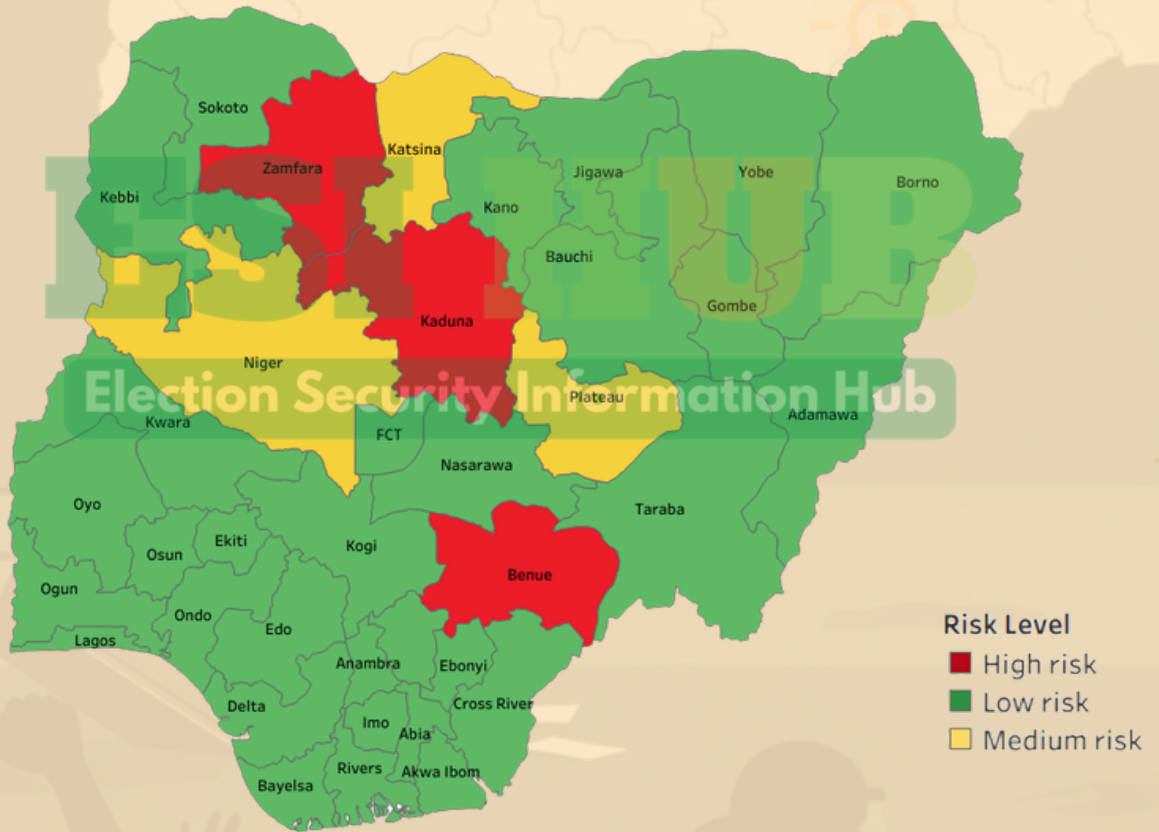 Sokoto
Katsina
Zamfara
Jigawa
Yobe
Borno
Kebbi
Kano
Bauchi
Gombe
Kaduna
ESI HUB
Niger
Plateau
Election Security Information Hub
Adamawa
Kwara
FCT
Nasarawa
Oyo
Taraba
Ekiti
Osun
Kogi
Benue
Ogun
Ondo
Edo
Lagos
Anambra
Ebonyi
Delta
Cross River
Imo
Abia
Rivers
Akwa Ibom
Bayelsa
Risk Level
High risk
Low risk
Medium risk